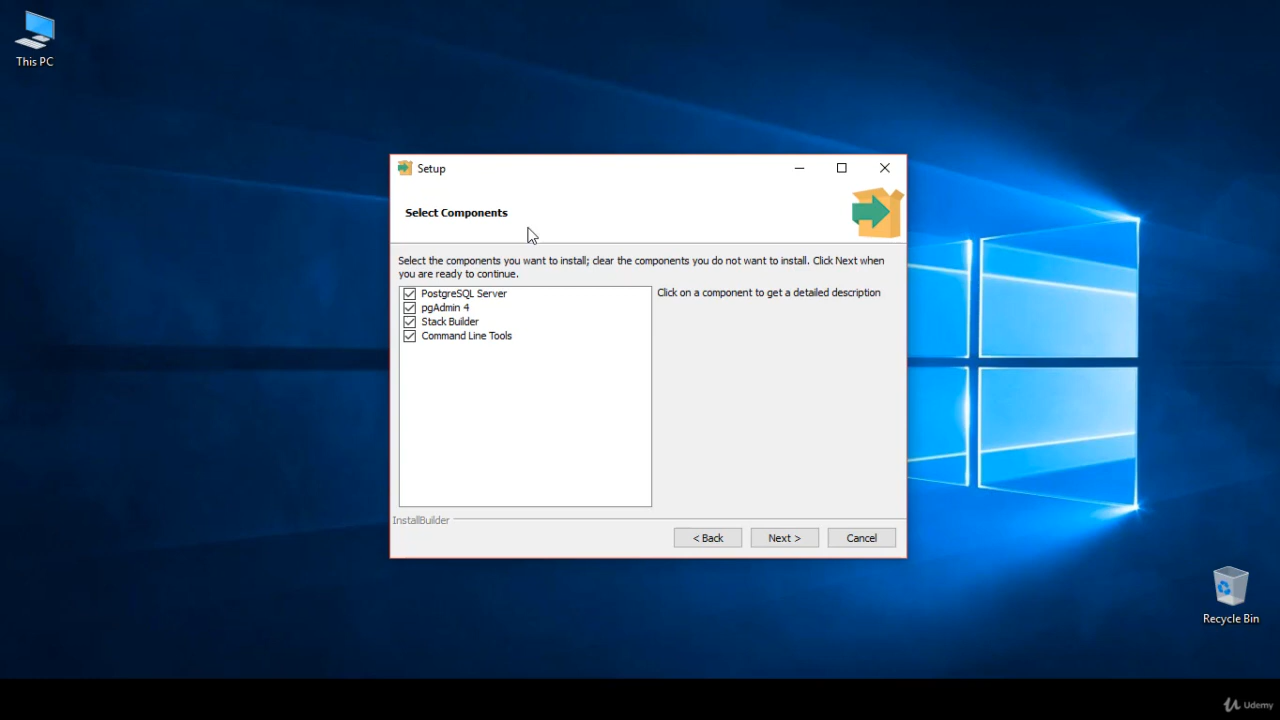 This PC
Setup
Select Components
Select the components you want to install; clear the components you do not want to install. Click Next when
you are ready to continue.
PostgreSQL Server
pgAdmin 4
Stack Builder
Command Line Tools
Click on a component to get a detailed description
InstallBuilder
< Back
Next >
Cancel
Recycle Bin
Udemy